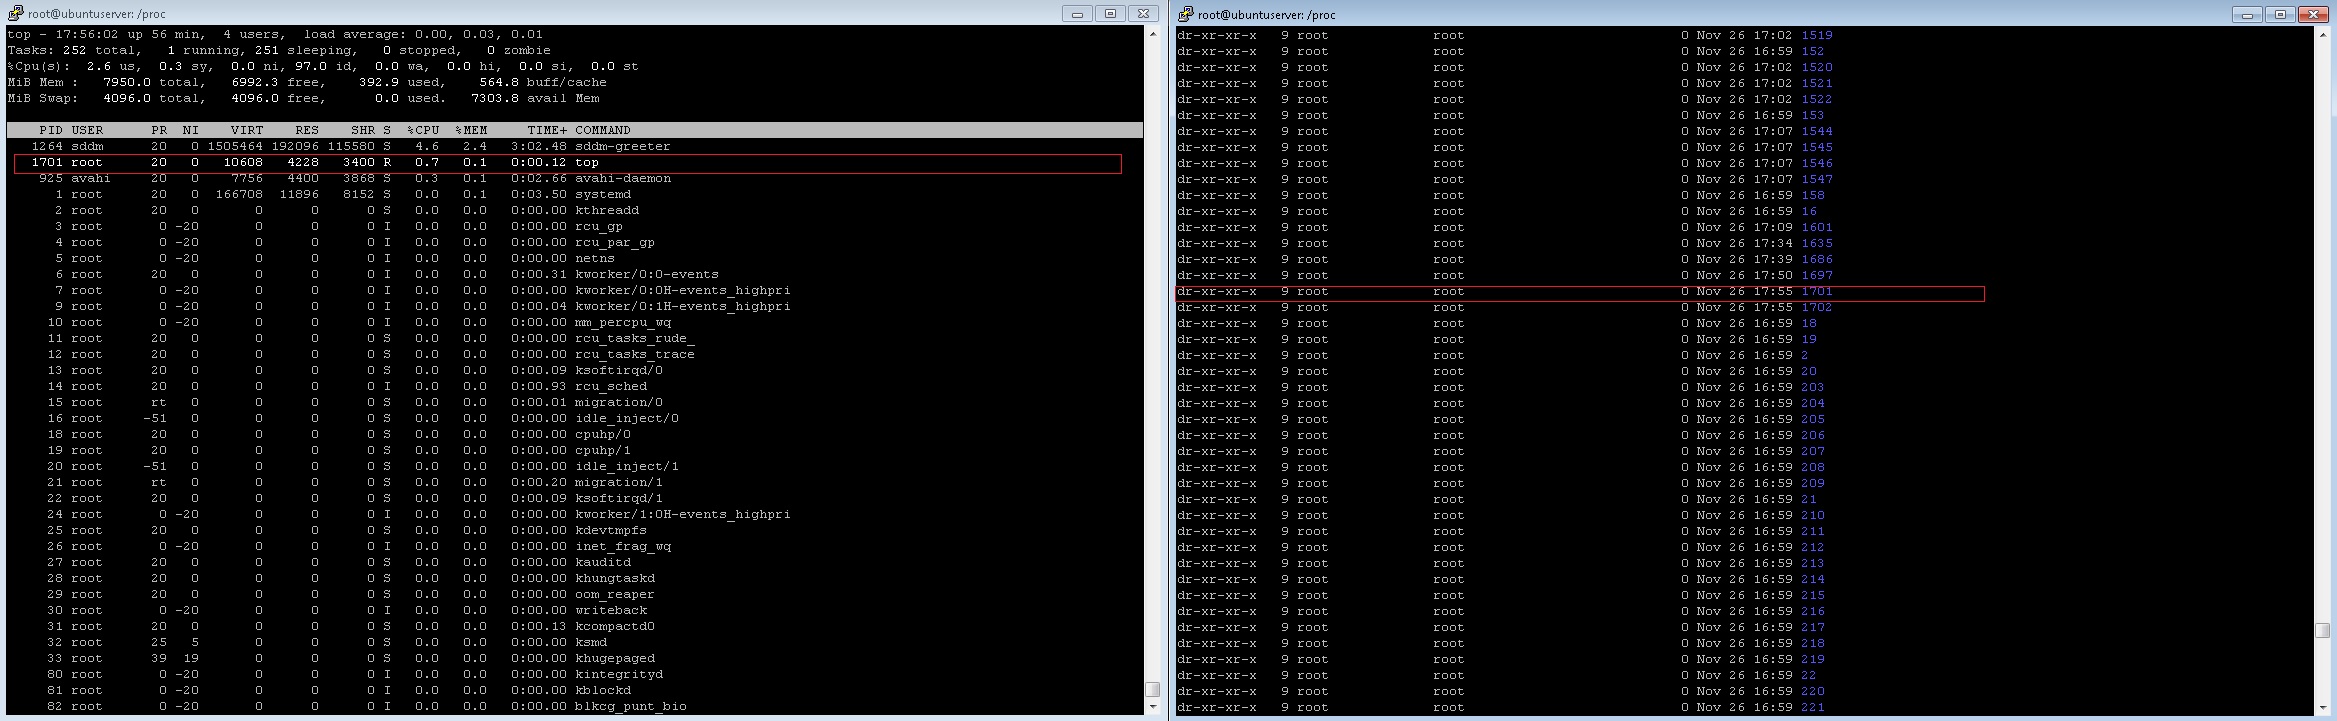 root@ubuntuserver: /proc
top - 17:56:02 up 56 min,  4 users,  load average: 0.00, 0.03, 0.01
Tasks: 252 total,   1 running, 251 sleeping,   0 stopped,   0 zombie
%Cpu(s):  2.6 us,  0.3 sy,  0.0 ni, 97.0 id,  0.0 wa,  0.0 hi,  0.0 si,  0.0 st
MiB Mem :   7950.0 total,   6992.3 free,    392.9 used,    564.8 buff/cache
MiB Swap:   4096.0 total,   4096.0 free,      0.0 used.   7303.8 avail Mem
PID USER PR NI VIRT RES SHR S %CPU %MEM TIME+ COMMAND
1264 sddm 20 0 1505464 192096 115580 S 4.6 2.4 3:02.48 sddm-greeter
1701 root 20 0 10608 4228 3400 R 0.7 0.1 0:00.12 top
925 avahi 20 0 7756 4400 3868 S 0.3 0.1 0:02.66 avahi-daemon
1 root 20 0 166708 11896 8152 S 0.0 0.1 0:03.50 systemd
2 root 20 0 0 0 0 S 0.0 0.0 0:00.00 kthreadd
3 root 0 -20 0 0 0 I 0.0 0.0 0:00.00 rcu_gp
4 root 0 -20 0 0 0 I 0.0 0.0 0:00.00 rcu_par_gp
5 root 0 -20 0 0 0 I 0.0 0.0 0:00.00 netns
6 root 20 0 0 0 0 I 0.0 0.0 0:00.31 kworker/0:0-events
7 root 0 -20 0 0 0 I 0.0 0.0 0:00.00 kworker/0:0H-events_highpri
9 root 0 -20 0 0 0 I 0.0 0.0 0:00.04 kworker/0:1H-events_highpri
10 root 0 -20 0 0 0 I 0.0 0.0 0:00.00 mm_percpu_wq
11 root 20 0 0 0 0 S 0.0 0.0 0:00.00 rcu_tasks_rude_
12 root 20 0 0 0 0 S 0.0 0.0 0:00.00 rcu_tasks_trace
13 root 20 0 0 0 0 S 0.0 0.0 0:00.09 ksoftirqd/0
14 root 20 0 0 0 0 I 0.0 0.0 0:00.93 rcu_sched
15 root rt 0 0 0 0 S 0.0 0.0 0:00.01 migration/0
16 root -51 0 0 0 0 S 0.0 0.0 0:00.00 idle_inject/0
18 root 20 0 0 0 0 S 0.0 0.0 0:00.00 cpuhp/0
19 root 20 0 0 0 0 S 0.0 0.0 0:00.00 cpuhp/1
20 root -51 0 0 0 0 S 0.0 0.0 0:00.00 idle_inject/1
21 root rt 0 0 0 0 S 0.0 0.0 0:00.20 migration/1
22 root 20 0 0 0 0 S 0.0 0.0 0:00.09 ksoftirqd/1
24 root 0 -20 0 0 0 I 0.0 0.0 0:00.00 kworker/1:0H-events_highpri
25 root 20 0 0 0 0 S 0.0 0.0 0:00.00 kdevtmpfs
26 root 0 -20 0 0 0 I 0.0 0.0 0:00.00 inet_frag_wq
27 root 20 0 0 0 0 S 0.0 0.0 0:00.00 kauditd
28 root 20 0 0 0 0 S 0.0 0.0 0:00.00 khungtaskd
29 root 20 0 0 0 0 S 0.0 0.0 0:00.00 oom_reaper
30 root 0 -20 0 0 0 I 0.0 0.0 0:00.00 writeback
31 root 20 0 0 0 0 S 0.0 0.0 0:00.13 kcompactd0
32 root 25 5 0 0 0 S 0.0 0.0 0:00.00 ksmd
33 root 39 19 0 0 0 S 0.0 0.0 0:00.00 khugepaged
80 root 0 -20 0 0 0 I 0.0 0.0 0:00.00 kintegrityd
81 root 0 -20 0 0 0 I 0.0 0.0 0:00.00 kblockd
82 root 0 -20 0 0 0 I 0.0 0.0 0:00.00 blkcg_punt_bio
root@ubuntuserver: /proc
dr-xr-xr-x 9 root root 0 Nov 26 17:02 1519
dr-xr-xr-x 9 root root 0 Nov 26 16:59 152
dr-xr-xr-x 9 root root 0 Nov 26 17:02 1520
dr-xr-xr-x 9 root root 0 Nov 26 17:02 1521
dr-xr-xr-x 9 root root 0 Nov 26 17:02 1522
dr-xr-xr-x 9 root root 0 Nov 26 16:59 153
dr-xr-xr-x 9 root root 0 Nov 26 17:07 1544
dr-xr-xr-x 9 root root 0 Nov 26 17:07 1545
dr-xr-xr-x 9 root root 0 Nov 26 17:07 1546
dr-xr-xr-x 9 root root 0 Nov 26 17:07 1547
dr-xr-xr-x 9 root root 0 Nov 26 16:59 158
dr-xr-xr-x 9 root root 0 Nov 26 16:59 16
dr-xr-xr-x 9 root root 0 Nov 26 17:09 1601
dr-xr-xr-x 9 root root 0 Nov 26 17:34 1635
dr-xr-xr-x 9 root root 0 Nov 26 17:39 1686
dr-xr-xr-x 9 root root 0 Nov 26 17:50 1697
dr-xr-xr-x 9 root root 0 Nov 26 17:55 1701
dr-xr-xr-x 9 root root 0 Nov 26 17:55 1702
dr-xr-xr-x 9 root root 0 Nov 26 16:59 18
dr-xr-xr-x 9 root root 0 Nov 26 16:59 19
dr-xr-xr-x 9 root root 0 Nov 26 16:59 2
dr-xr-xr-x 9 root root 0 Nov 26 16:59 20
dr-xr-xr-x 9 root root 0 Nov 26 16:59 203
dr-xr-xr-x 9 root root 0 Nov 26 16:59 204
dr-xr-xr-x 9 root root 0 Nov 26 16:59 205
dr-xr-xr-x 9 root root 0 Nov 26 16:59 206
dr-xr-xr-x 9 root root 0 Nov 26 16:59 207
dr-xr-xr-x 9 root root 0 Nov 26 16:59 208
dr-xr-xr-x 9 root root 0 Nov 26 16:59 209
dr-xr-xr-x 9 root root 0 Nov 26 16:59 21
dr-xr-xr-x 9 root root 0 Nov 26 16:59 210
dr-xr-xr-x 9 root root 0 Nov 26 16:59 211
dr-xr-xr-x 9 root root 0 Nov 26 16:59 212
dr-xr-xr-x 9 root root 0 Nov 26 16:59 213
dr-xr-xr-x 9 root root 0 Nov 26 16:59 214
dr-xr-xr-x 9 root root 0 Nov 26 16:59 215
dr-xr-xr-x 9 root root 0 Nov 26 16:59 216
dr-xr-xr-x 9 root root 0 Nov 26 16:59 217
dr-xr-xr-x 9 root root 0 Nov 26 16:59 218
dr-xr-xr-x 9 root root 0 Nov 26 16:59 219
dr-xr-xr-x 9 root root 0 Nov 26 16:59 22
dr-xr-xr-x 9 root root 0 Nov 26 16:59 220
dr-xr-xr-x 9 root root 0 Nov 26 16:59 221